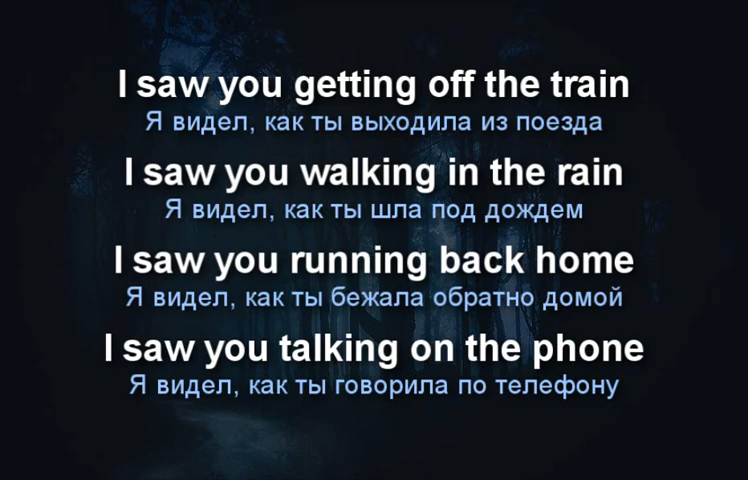 I saw you getting off the train
Я видел, как ты выходила из поезда
I saw you walking in the rain
Я видел, как ты шла под дождем
I saw you running back home
Я видел, как ты бежала обратно домой
I saw you talking on the phone
Я видел, как ты говорила по телефону